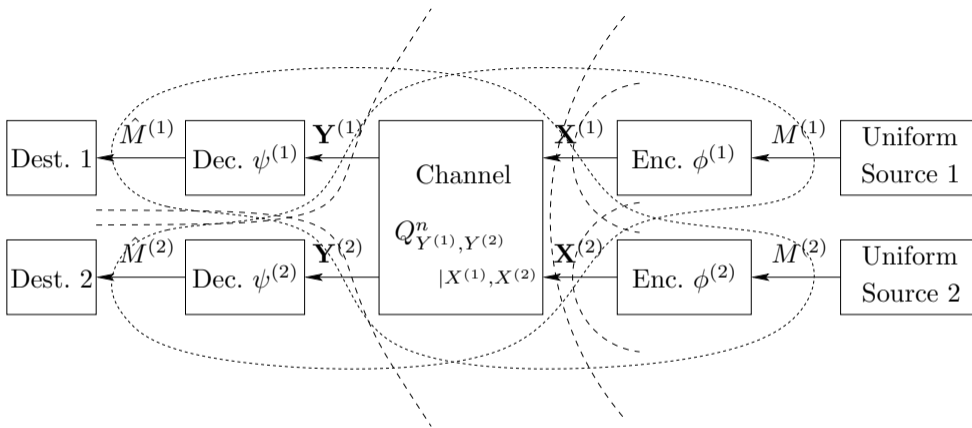 Dest. 1
M̂⁽¹⁾
Dec. ψ⁽¹⁾
Y⁽¹⁾
Channel
Qⁿ_{Y⁽¹⁾,Y⁽²⁾
|X⁽¹⁾,X⁽²⁾}
X⁽¹⁾
Enc. ϕ⁽¹⁾
M⁽¹⁾
Uniform
Source 1
Dest. 2
M̂⁽²⁾
Dec. ψ⁽²⁾
Y⁽²⁾
X⁽²⁾
Enc. ϕ⁽²⁾
M⁽²⁾
Uniform
Source 2